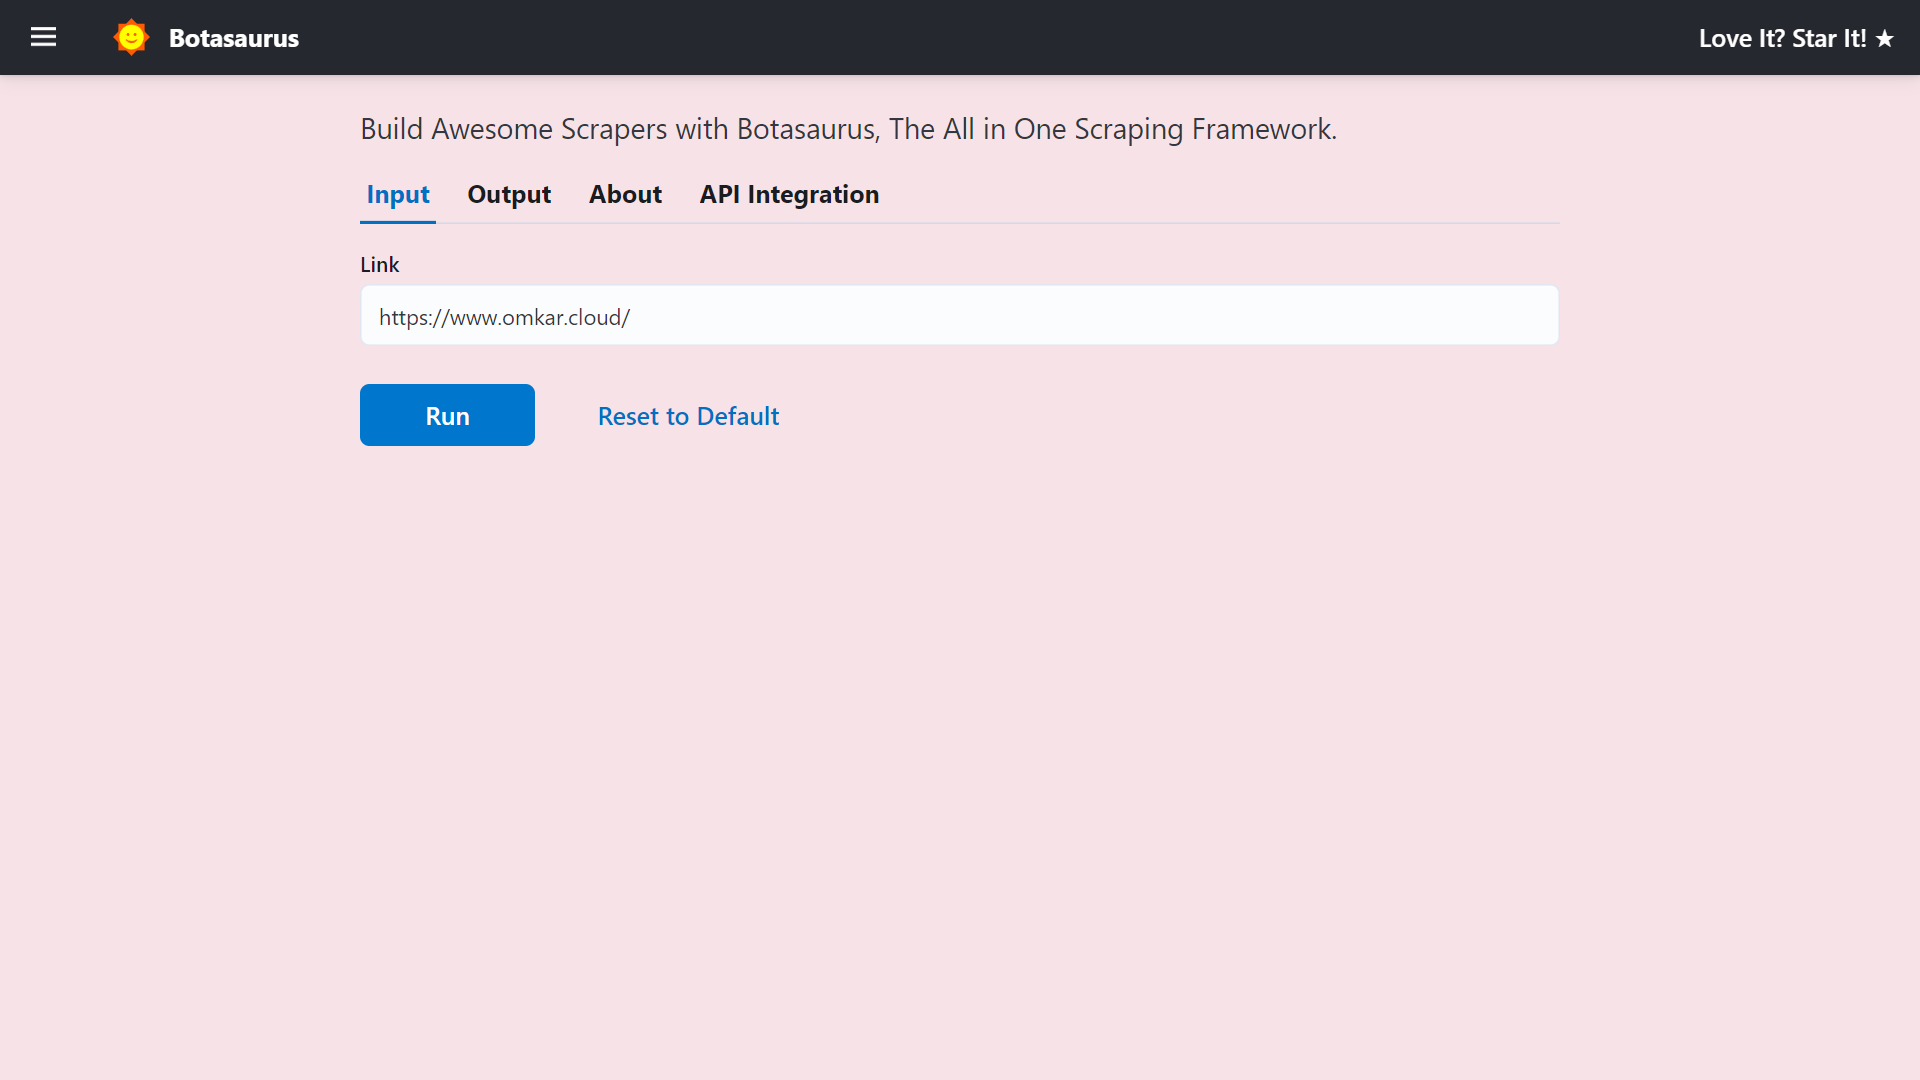 Botasaurus
Love It? Star It! ★
Build Awesome Scrapers with Botasaurus, The All in One Scraping Framework.
Input Output About API Integration
Link
https://www.omkar.cloud/
Run Reset to Default